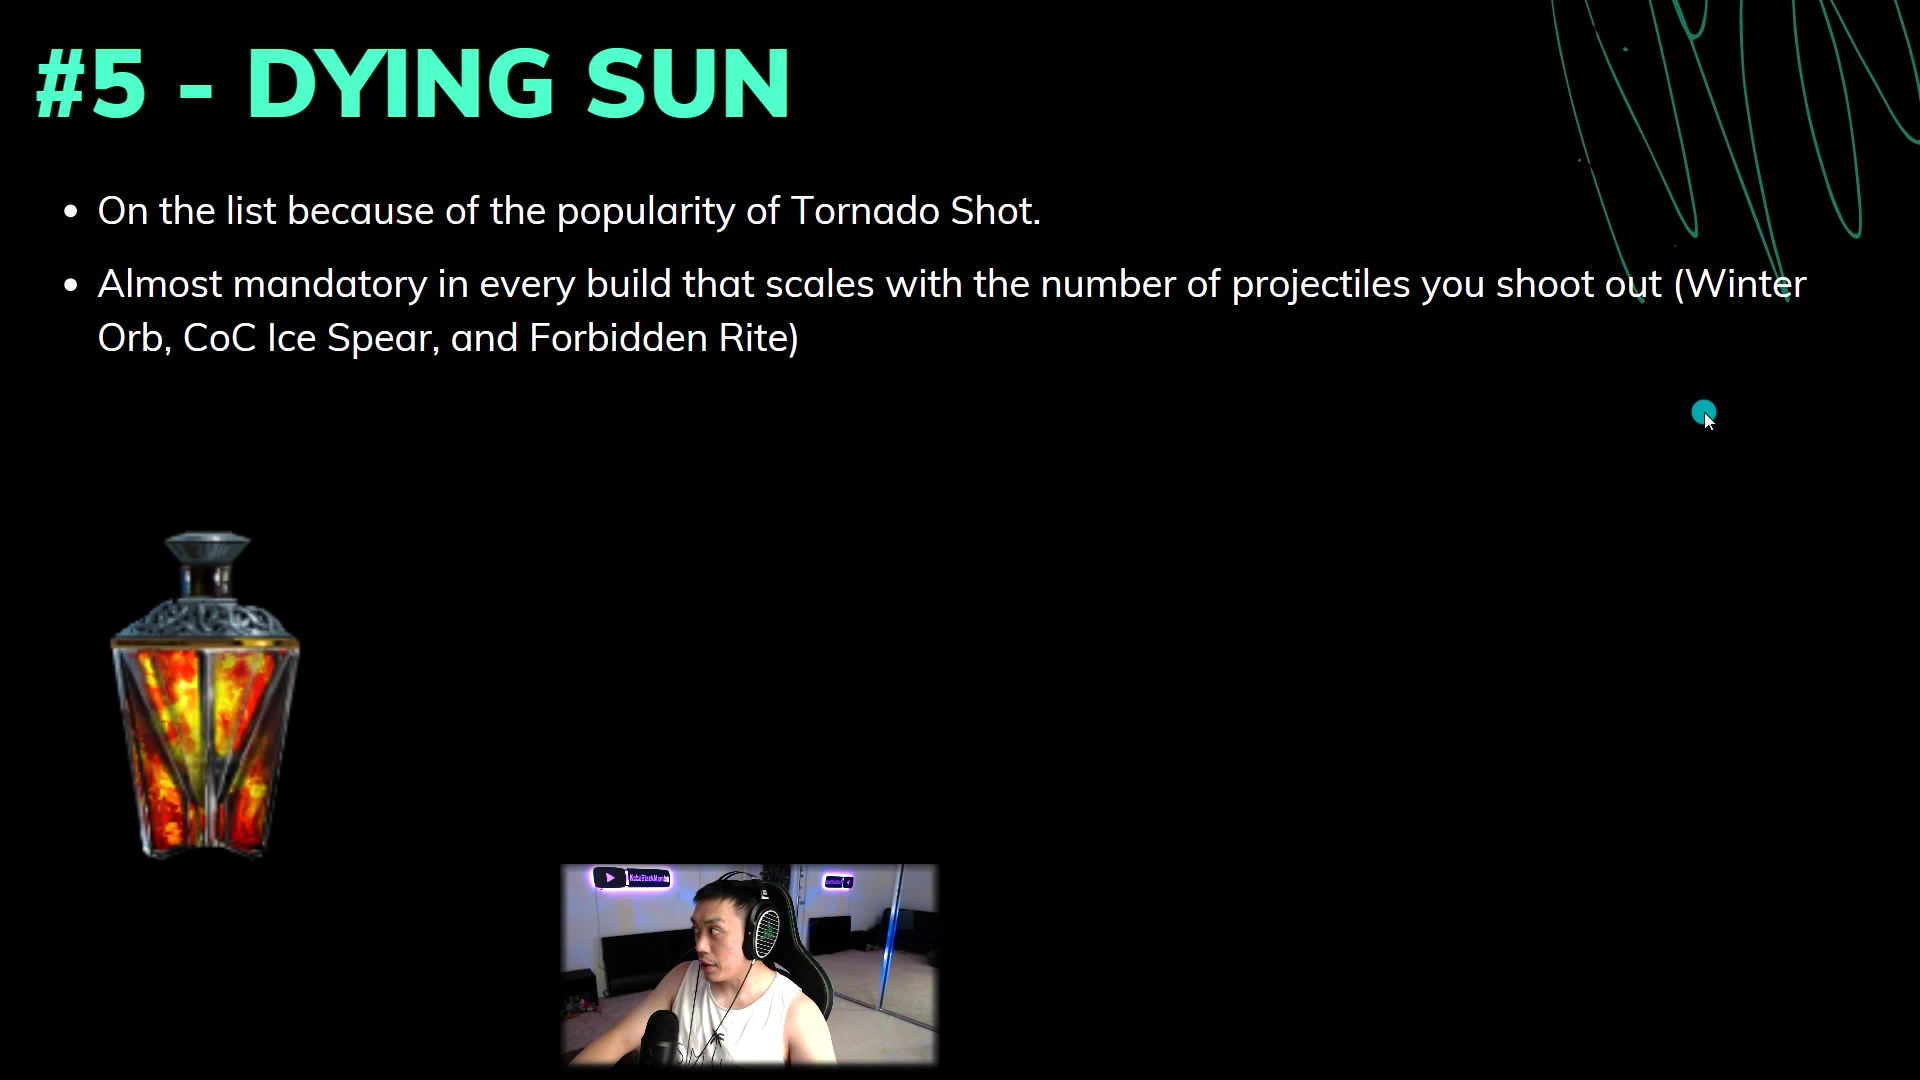 #5 - DYING SUN
On the list because of the popularity of Tornado Shot.
Almost mandatory in every build that scales with the number of projectiles you shoot out (Winter
Orb, CoC Ice Spear, and Forbidden Rite)